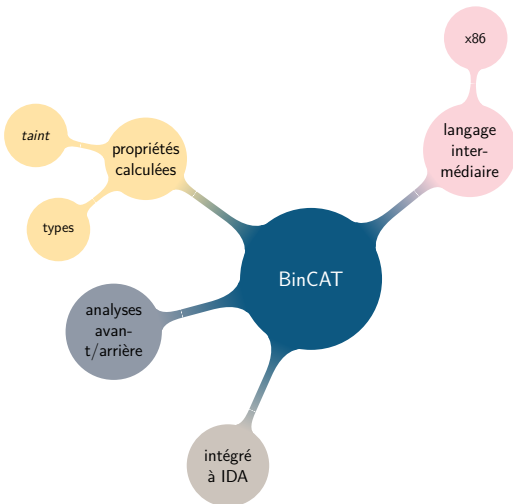 x86
langage
inter-
médiaire
taint
propriétés
calculées
types
BinCAT
analyses
avan-
t/arrière
intégré
à IDA